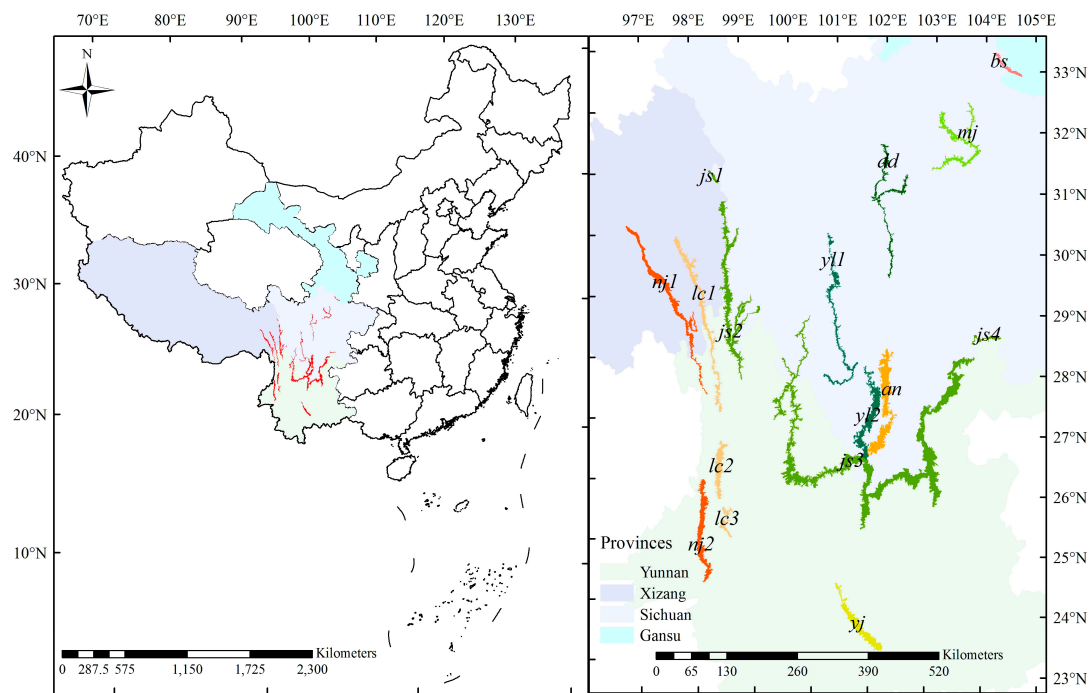 70°E 80°E 90°E 100°E 110°E 120°E 130°E
N
40°N
30°N
20°N
10°N
Kilometers
0 287.5 575 1,150 1,725 2,300
97°E 98°E 99°E 100°E 101°E 102°E 103°E 104°E 105°E
bs
33°N
mj
32°N
dd
js1
31°N
yl1
30°N
nj1
lc1
js2
29°N
js4
an
28°N
yl2
27°N
js3
lc2
26°N
lc3
nj2
25°N
Provinces
Yunnan
Xizang
Sichuan
Gansu
yj
24°N
Kilometers
0 65 130 260 390 520
23°N